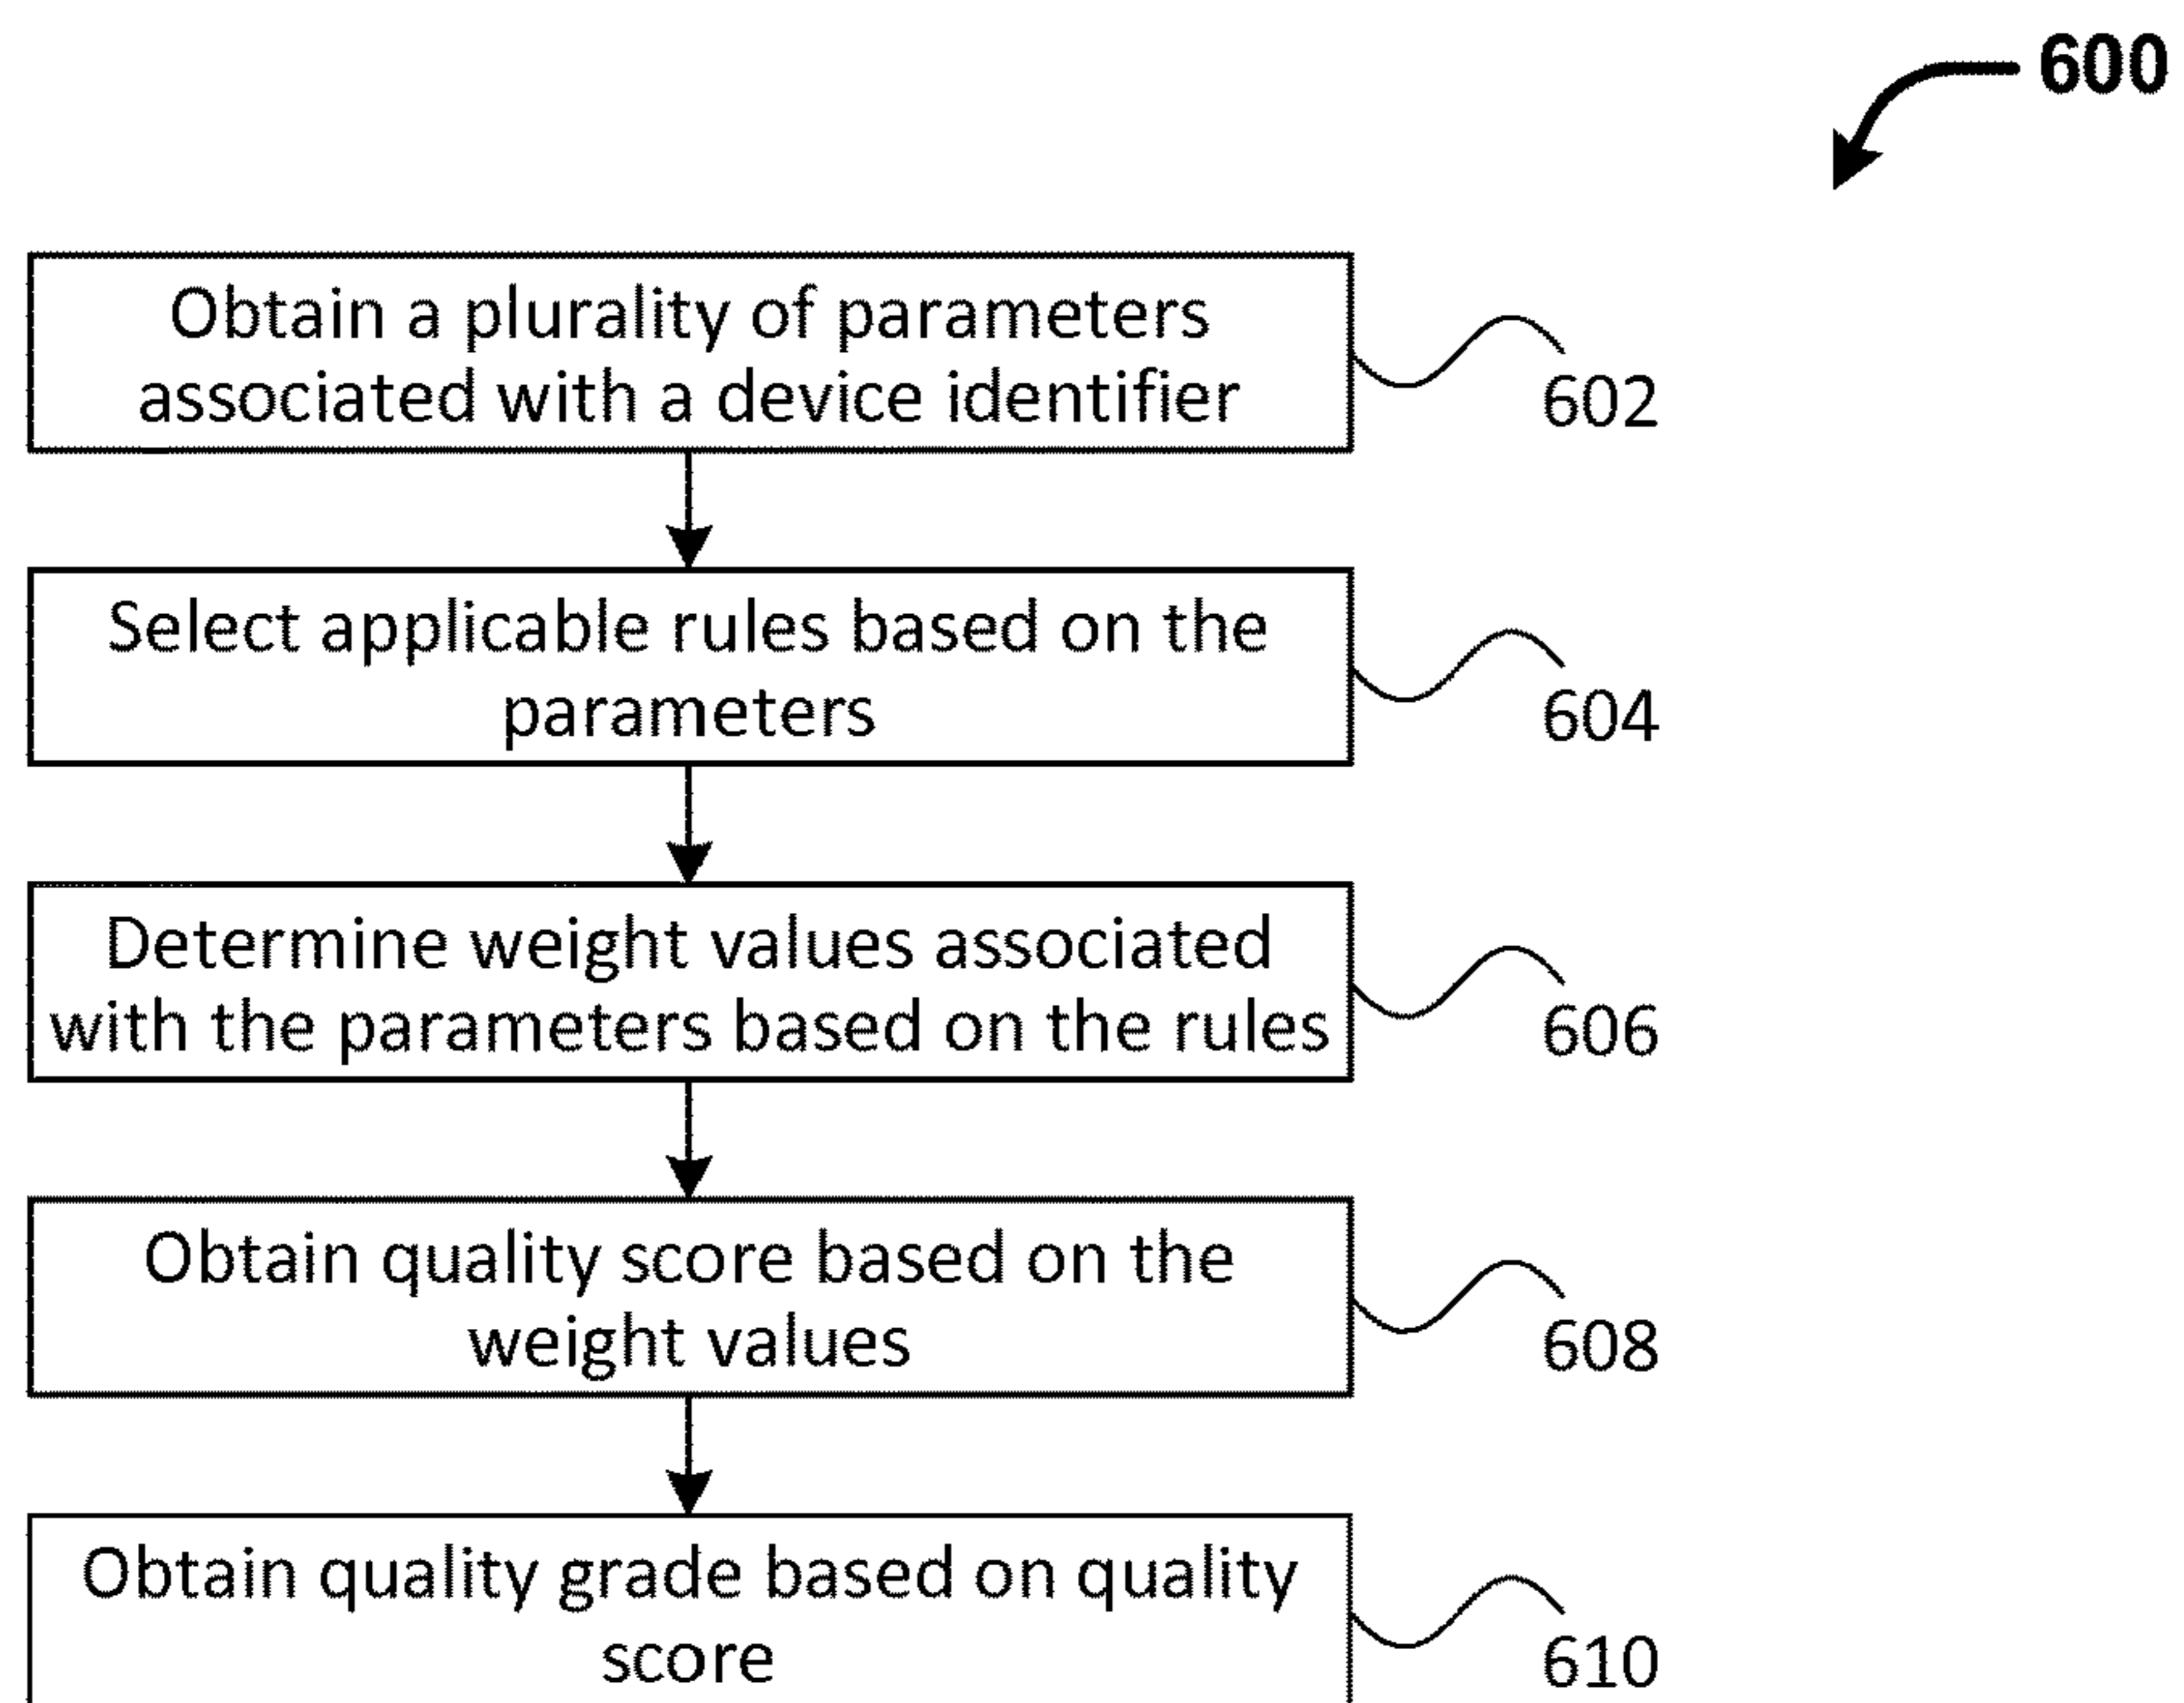 600
Obtain a plurality of parameters
associated with a device identifier
602
Select applicable rules based on the
parameters
604
Determine weight values associated
with the parameters based on the rules
606
Obtain quality score based on the
weight values
608
Obtain quality grade based on quality
score
610